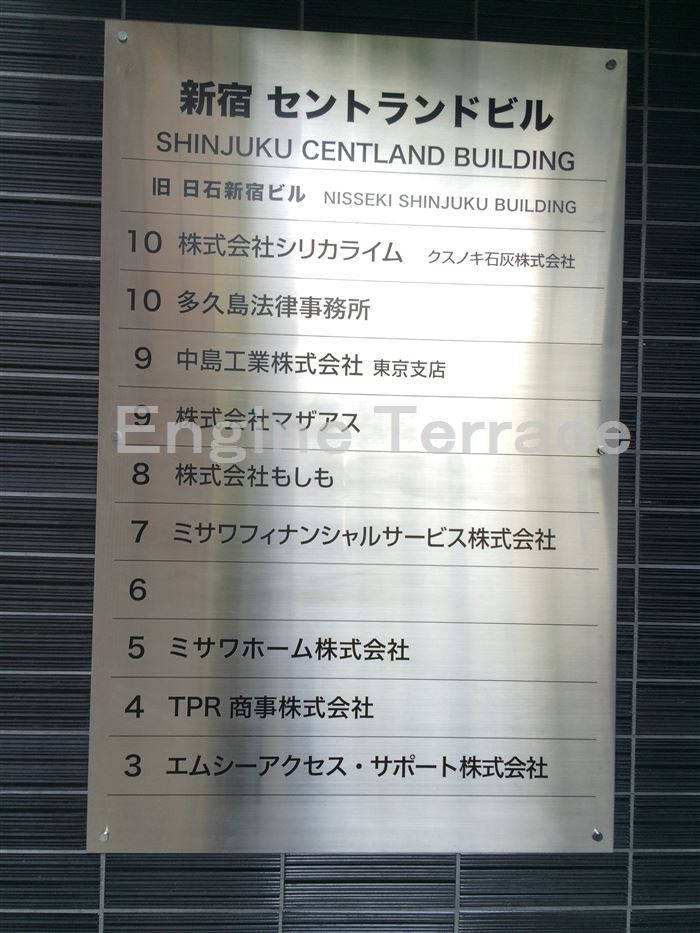 新宿 セントランドビル
SHINJUKU CENTLAND BUILDING
旧 日石新宿ビル NISSEKI SHINJUKU BUILDING
10 株式会社シリカライム クスノキ石灰株式会社
10 多久島法律事務所
9 中島工業株式会社 東京支店
9 株式会社マザアス
Engine Terrace
8 株式会社もしも
7 ミサワフィナンシャルサービス株式会社
6
5 ミサワホーム株式会社
4 TPR 商事株式会社
3 エムシーアクセス・サポート株式会社